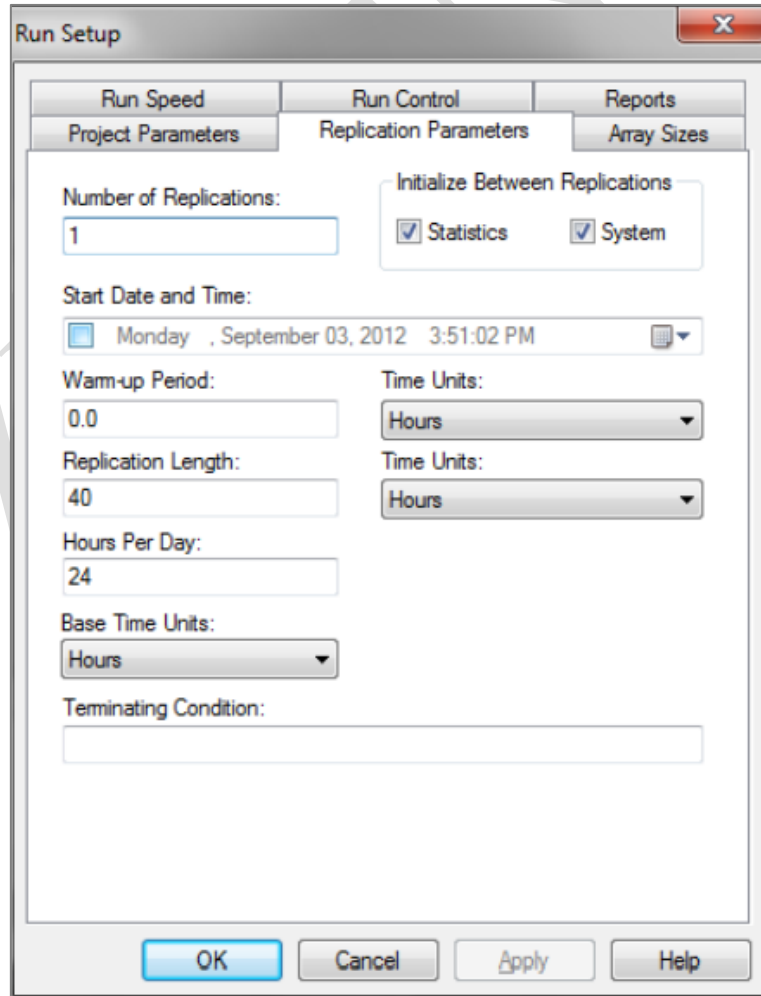 Run Setup
Run Speed Run Control Reports
Project Parameters Replication Parameters Array Sizes
Number of Replications:
1
Initialize Between Replications
Statistics System
Start Date and Time:
Monday , September 03, 2012 3:51:02 PM
Warm-up Period: Time Units:
0.0 Hours
Replication Length: Time Units:
40 Hours
Hours Per Day:
24
Base Time Units:
Hours
Terminating Condition:
OK Cancel Apply Help